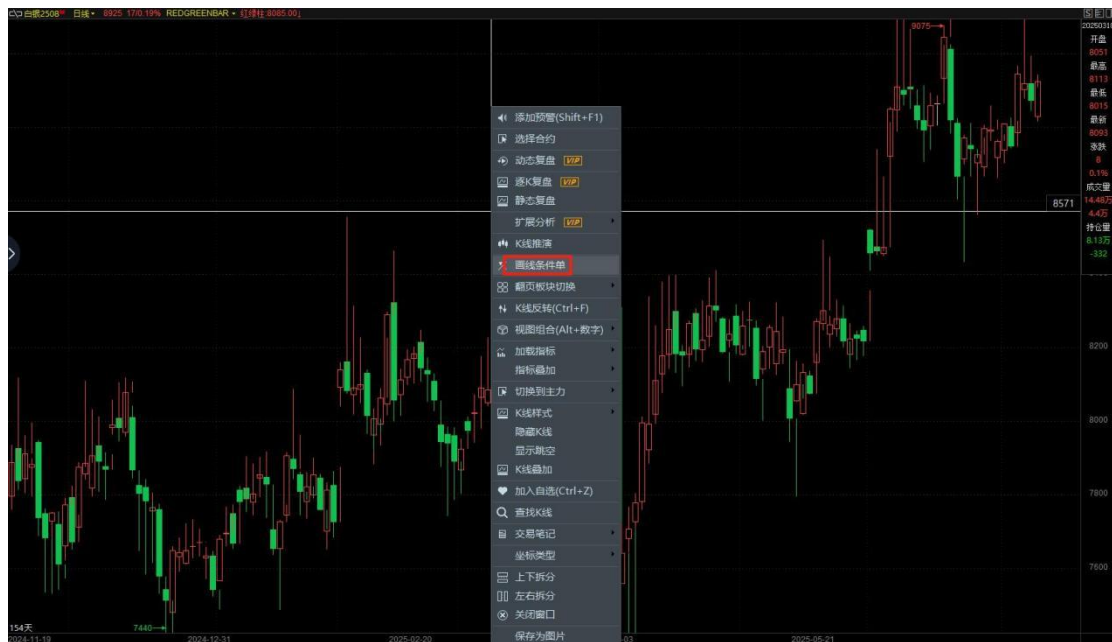 白银2508 日线 8925 17/0.19% REDGREENBAR 红绿柱:8085.00↓
20250310
开盘
8051
最高
8113
最低
8015
最新
8093
涨跌
8
0.1%
成交量
14.48万
4.4万
持仓量
8.13万
-332
9075
8571
8200
8000
7800
7600
7440
添加预警(Shift+F1)
选择合约
动态复盘 VIP
逐K复盘 VIP
静态复盘
扩展分析 VIP
K线推演
画线条件单
翻页板块切换
K线反转(Ctrl+F)
视图组合(Alt+数字)
加载指标
指标叠加
切换到主力
K线样式
隐藏K线
显示跳空
K线叠加
加入自选(Ctrl+Z)
查找K线
交易笔记
坐标类型
上下拆分
左右拆分
关闭窗口
保存为图片
154天
2024-11-19 2024-12-31 2025-02-20 -03 2025-05-21